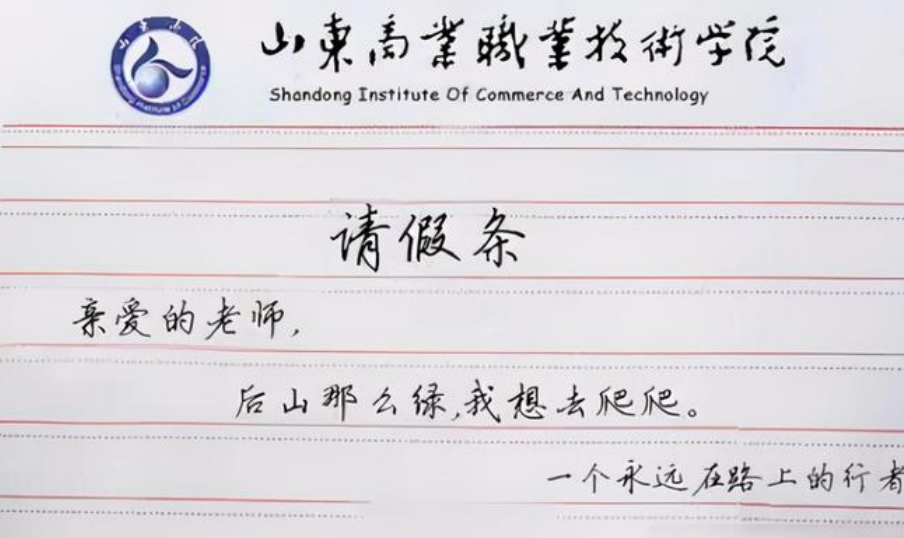 山東商業職業技術学院
Shandong Institute Of Commerce And Technology
请假条
亲爱的老师,
后山那么绿,我想去爬爬。
一个永远在路上的行者